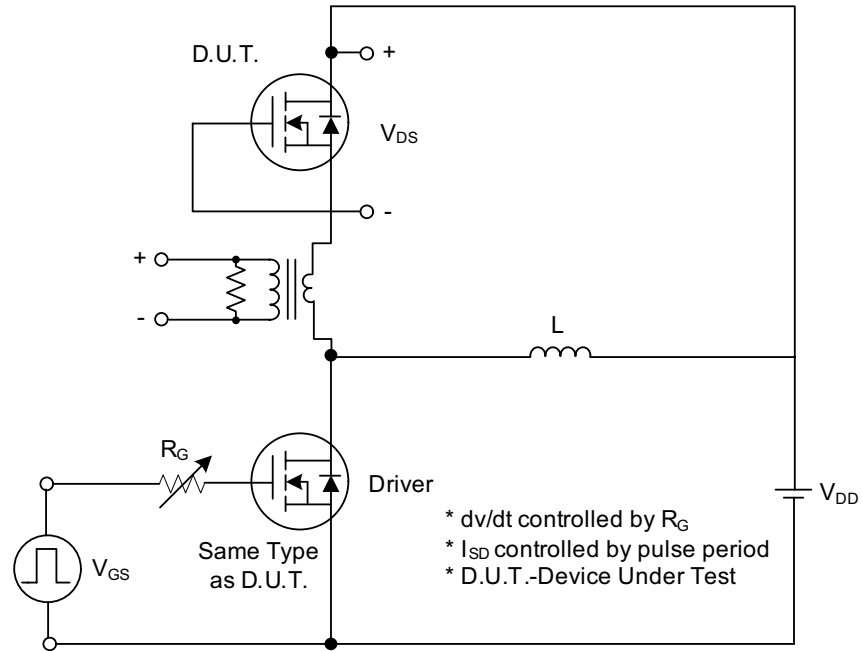 D.U.T.
+
VDS
-
+
-
L
RG
Driver
VDD
VGS
Same Type
as D.U.T.
* dv/dt controlled by RG
* ISD controlled by pulse period
* D.U.T.-Device Under Test